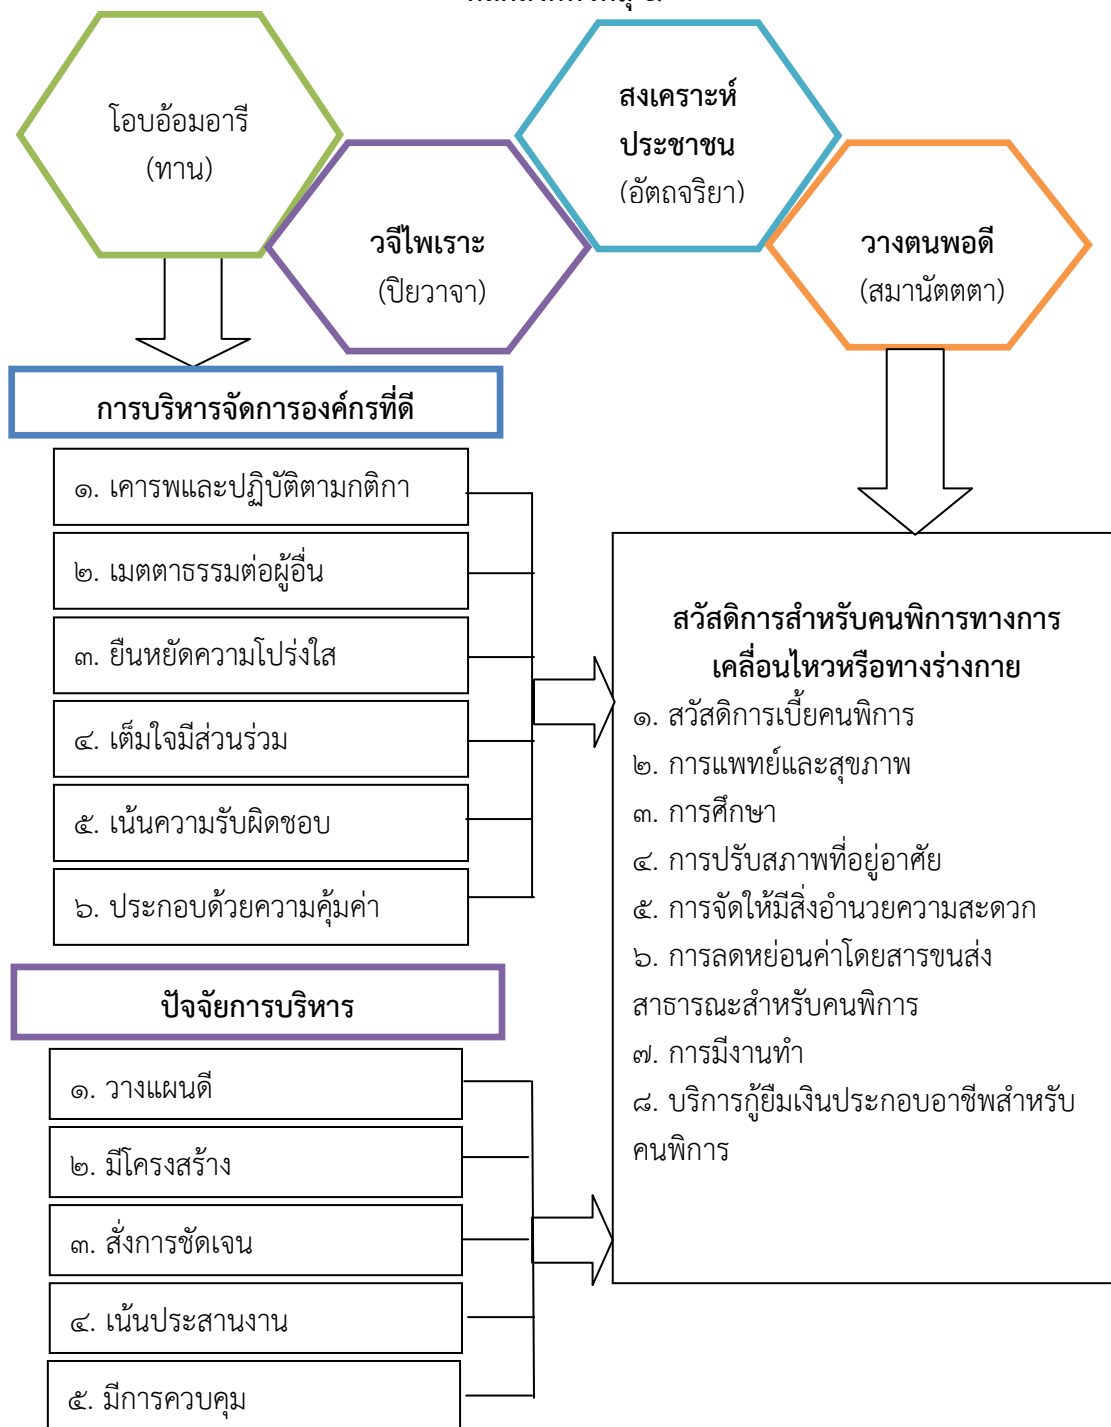 โอบอ้อมอารี
(ทาน)
วจีไพเราะ
(ปิยวาจา)
สงเคราะห์
ประชาชน
(อัตถจริยา)
วางตนพอดี
(สมานัตตตา)
การบริหารจัดการองค์กรที่ดี
๑. เคารพและปฏิบัติตามกติกา
๒. เมตตาธรรมต่อผู้อื่น
๓. ยืนหยัดความโปร่งใส
๔. เต็มใจมีส่วนร่วม
๕. เน้นความรับผิดชอบ
๖. ประกอบด้วยความคุ้มค่า
ปัจจัยการบริหาร
๑. วางแผนดี
๒. มีโครงสร้าง
๓. สั่งการชัดเจน
๔. เน้นประสานงาน
๕. มีการควบคุม
สวัสดิการสำหรับคนพิการทางการ
เคลื่อนไหวหรือทางร่างกาย
๑. สวัสดิการเบี้ยคนพิการ
๒. การแพทย์และสุขภาพ
๓. การศึกษา
๔. การปรับสภาพที่อยู่อาศัย
๕. การจัดให้มีสิ่งอำนวยความสะดวก
๖. การลดหย่อนค่าโดยสารขนส่ง
สาธารณะสำหรับคนพิการ
๗. การมีงานทำ
๘. บริการกู้ยืมเงินประกอบอาชีพสำหรับ
คนพิการ